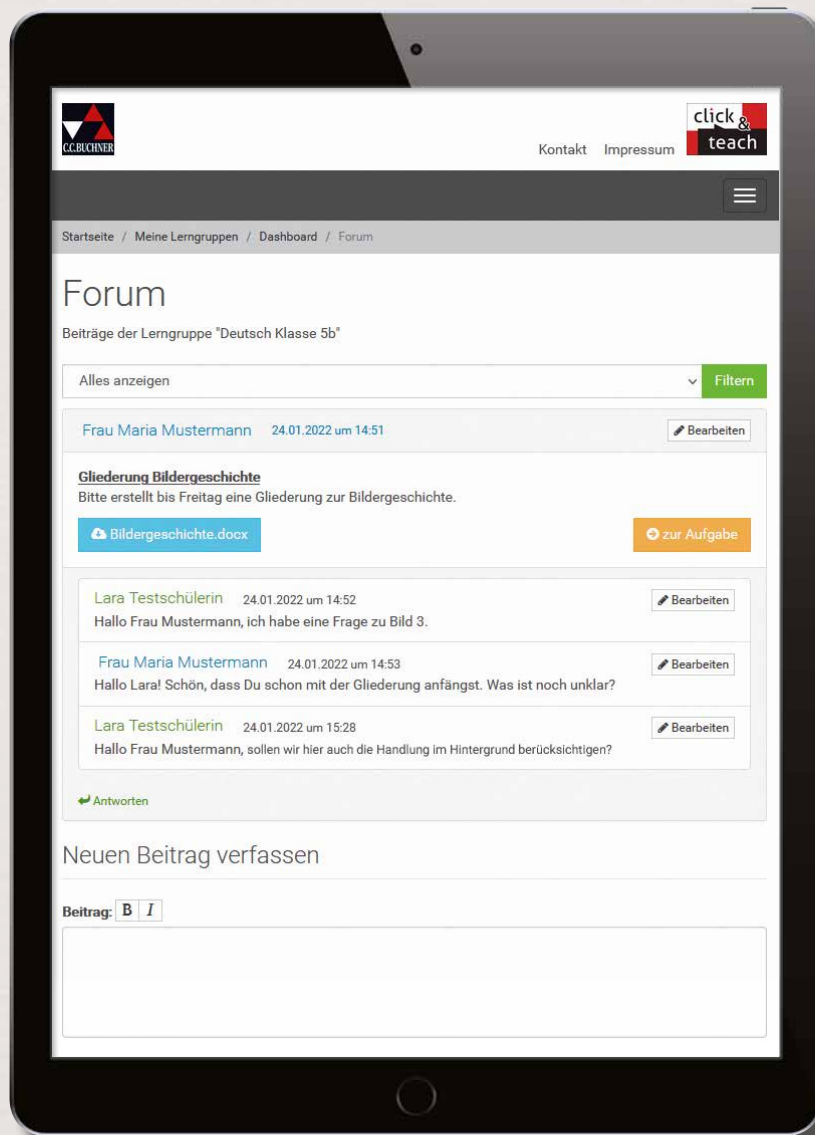 C.C.BUCHNER
click &
teach
Kontakt Impressum
Startseite / Meine Lerngruppen / Dashboard / Forum
Forum
Beiträge der Lerngruppe "Deutsch Klasse 5b"
Alles anzeigen Filtern
Frau Maria Mustermann 24.01.2022 um 14:51 Bearbeiten
Gliederung Bildergeschichte
Bitte erstellt bis Freitag eine Gliederung zur Bildergeschichte.
Bildergeschichte.docx zur Aufgabe
Lara Testschülerin 24.01.2022 um 14:52 Bearbeiten
Hallo Frau Mustermann, ich habe eine Frage zu Bild 3.
Frau Maria Mustermann 24.01.2022 um 14:53 Bearbeiten
Hallo Lara! Schön, dass Du schon mit der Gliederung anfängst. Was ist noch unklar?
Lara Testschülerin 24.01.2022 um 15:28 Bearbeiten
Hallo Frau Mustermann, sollen wir hier auch die Handlung im Hintergrund berücksichtigen?
Antworten
Neuen Beitrag verfassen
Beitrag: B I